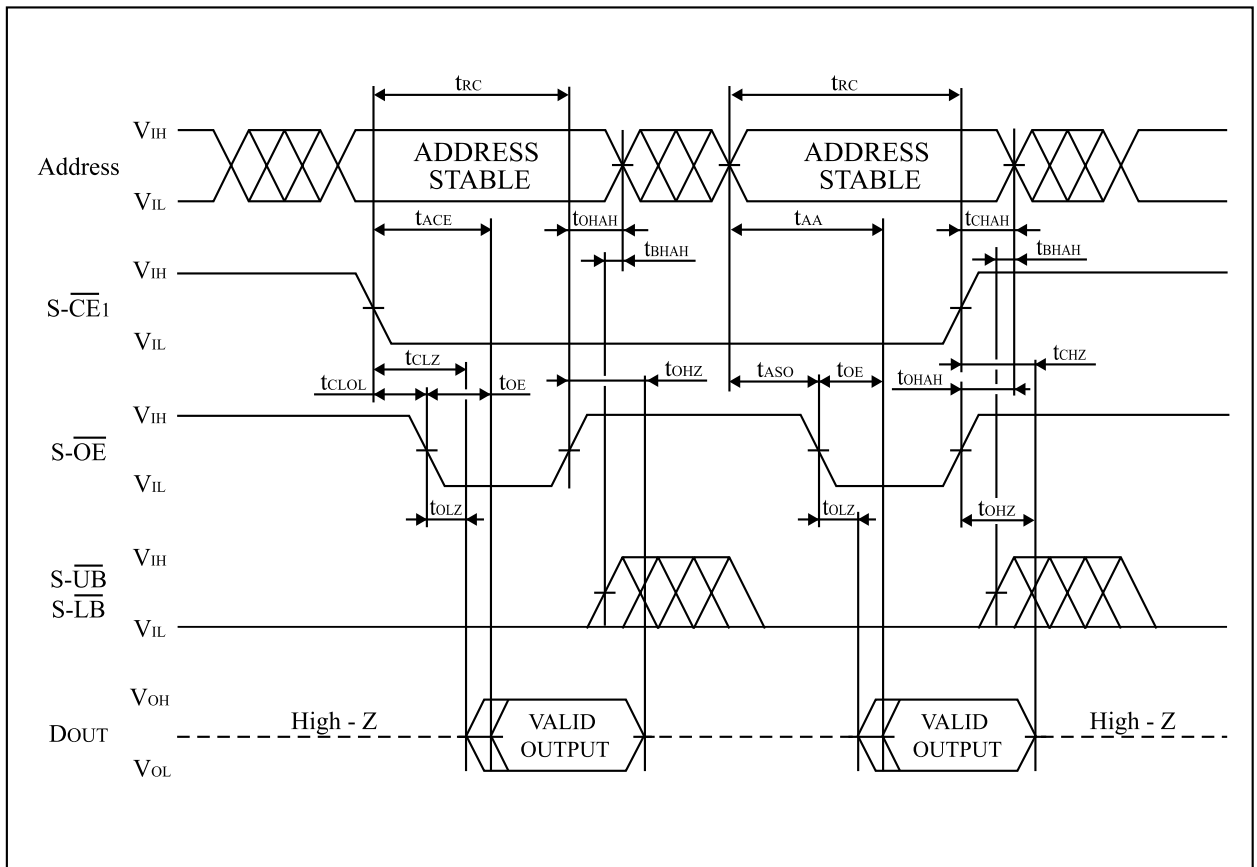 tRC tRC
VIH
Address
VIL
ADDRESS
STABLE
ADDRESS
STABLE
tACE tOHAH tAA tCHAH
tBHAH tBHAH
VIH
S-CE1
VIL
tCLZ tCHZ
tCLOL tOE tOHZ tASO tOE tOHAH
VIH
S-OE
VIL
tOLZ tOLZ tOHZ
VIH
S-UB
S-LB
VIL
VOH
DOUT
VOL
High - Z
VALID
OUTPUT
VALID
OUTPUT
High - Z